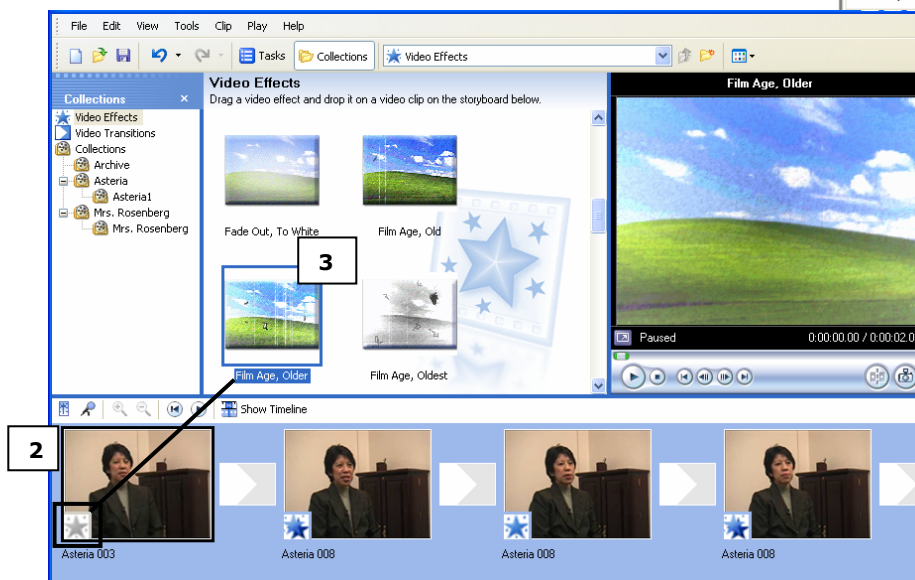 File Edit View Tools Clip Play Help
Tasks Collections Video Effects
Collections ×
Video Effects
Video Transitions
Collections
Archive
Asteria
Asteria1
Mrs. Rosenberg
Mrs. Rosenberg
Video Effects
Drag a video effect and drop it on a video clip on the storyboard below.
Fade Out, To White
Film Age, Old
3
Film Age, Older
Film Age, Oldest
Film Age, Older
Paused
0:00:00.00 / 0:00:02.0
Show Timeline
2
Asteria 003
Asteria 008
Asteria 008
Asteria 008